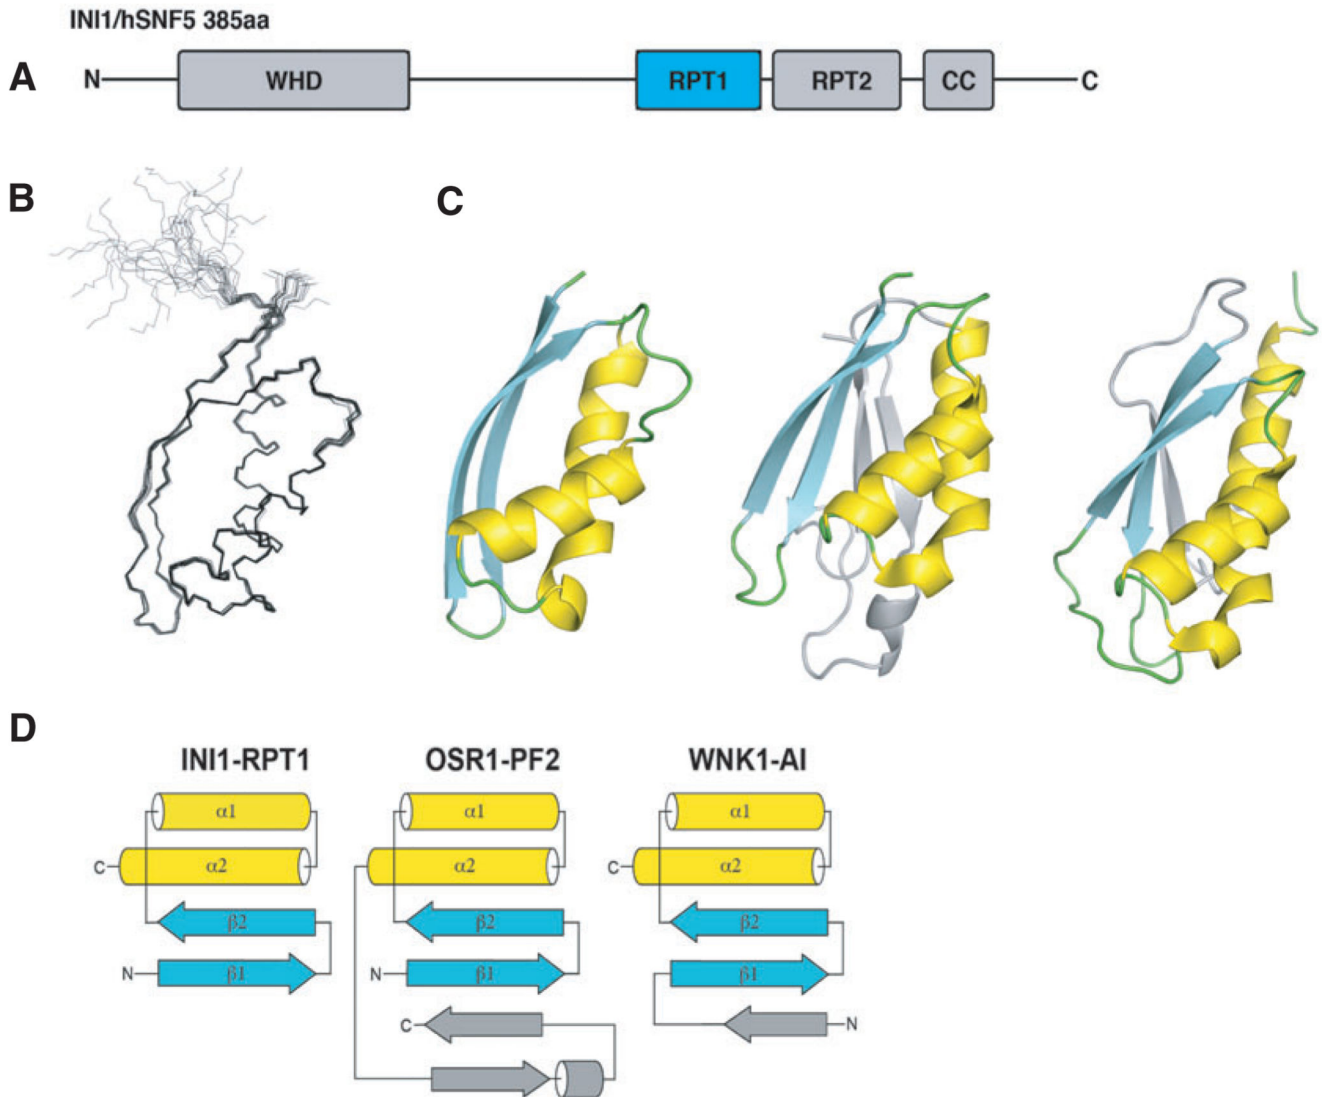 INI1/hSNF5 385aa
A N WHD RPT1 RPT2 CC C
B C
D
INI1-RPT1 OSR1-PF2 WNK1-AI
α1 α1 α1
C α2 α2 C α2
β2 β2 β2
N β1 N β1 β1
C N